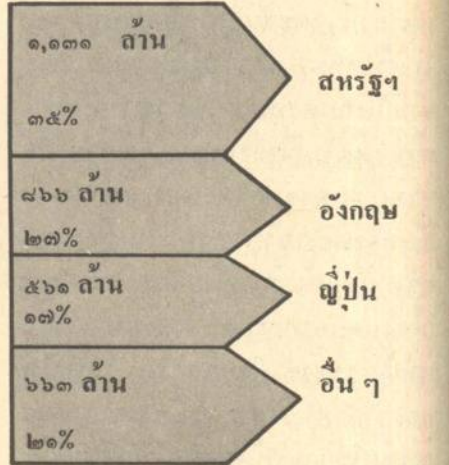 ๑,๑๓๑ ล้าน
สหรัฐฯ
๓๕%
๘๖๖ ล้าน
อังกฤษ
๒๗%
๕๖๑ ล้าน
ญี่ปุ่น
๑๗%
๖๖๓ ล้าน
อื่น ๆ
๒๑%